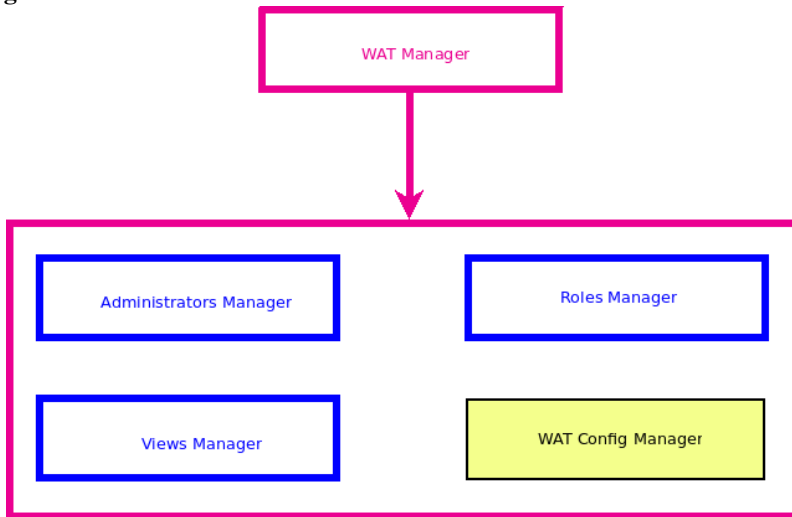 WAT Manager
Administrators Manager
Roles Manager
Views Manager
WAT Config Manager